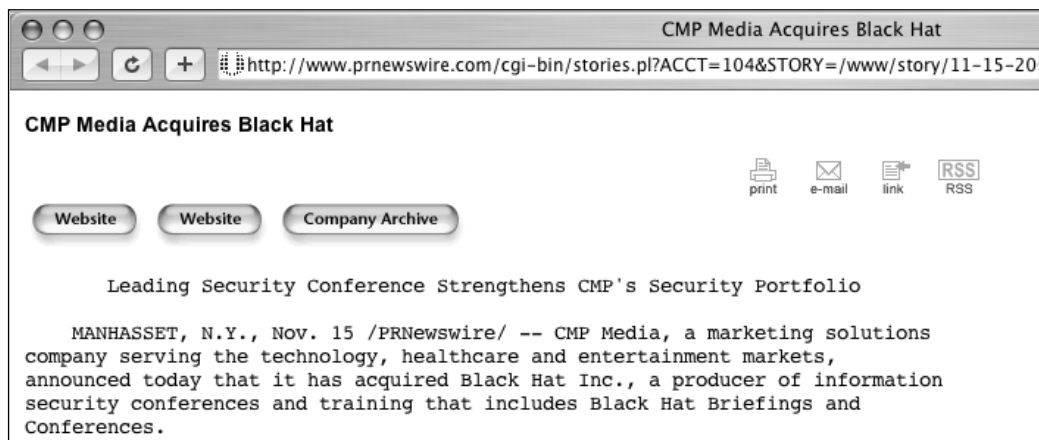 CMP Media Acquires Black Hat
http://www.prnewswire.com/cgi-bin/stories.pl?ACCT=104&STORY=/www/story/11-15-20
CMP Media Acquires Black Hat
print e-mail link RSS RSS
Website Website Company Archive
Leading Security Conference Strengthens CMP's Security Portfolio
MANHASSET, N.Y., Nov. 15 /PRNewswire/ -- CMP Media, a marketing solutions
company serving the technology, healthcare and entertainment markets,
announced today that it has acquired Black Hat Inc., a producer of information
security conferences and training that includes Black Hat Briefings and
Conferences.